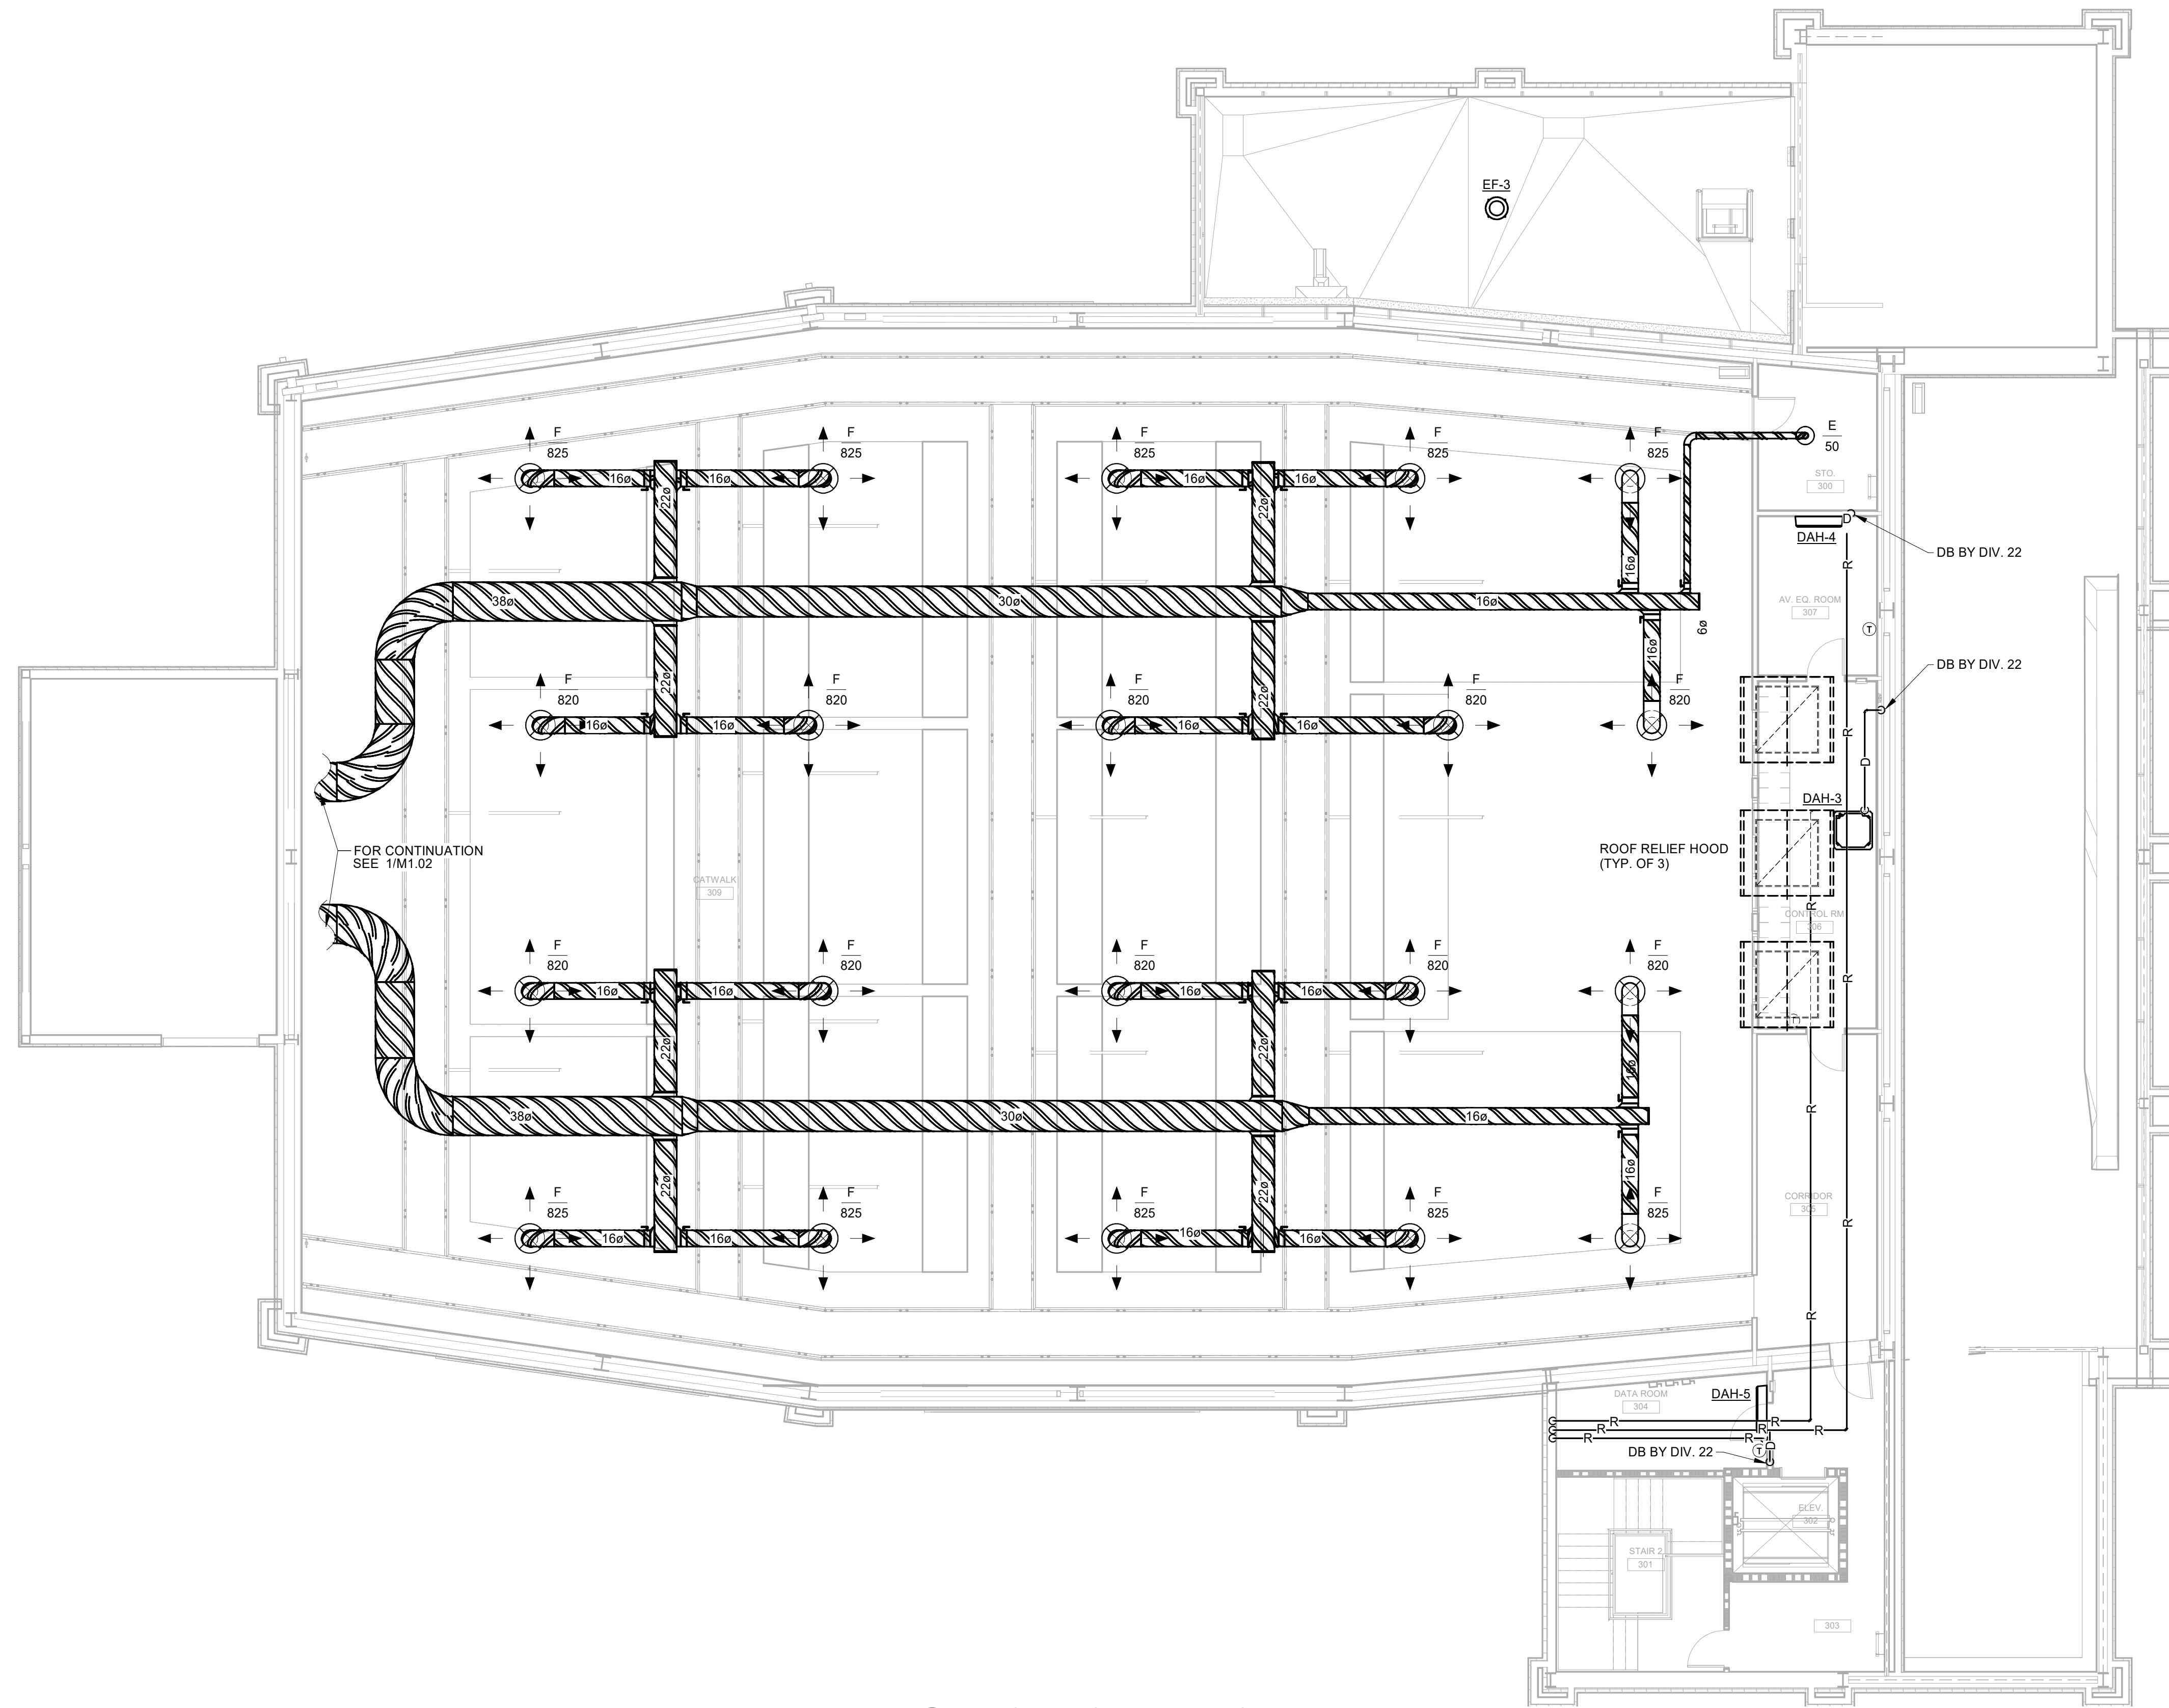 EF-3
F
825
F
825
F
825
F
825
F
825
E
50
16ø
16ø
22ø
16ø
16ø
22ø
16ø
STO.
300
D
DAH-4
DB BY DIV. 22
R
38ø
30ø
16ø
6ø
AV. EQ. ROOM
307
T
22ø
22ø
16ø
DB BY DIV. 22
F
820
F
820
F
820
F
820
F
820
16ø
16ø
16ø
16ø
R
D
DAH-3
FOR CONTINUATION
SEE 1/M1.02
ROOF RELIEF HOOD
(TYP. OF 3)
CATWALK
309
R
CONTROL RM
F
820
F
820
F
820
F
820
F
820
R
16ø
16ø
16ø
16ø
T
22ø
22ø
16ø
38ø
30ø
16ø
R
22ø
22ø
16ø
F
825
F
825
F
825
F
825
F
825
CORRIDOR
305
R
16ø
16ø
16ø
16ø
R
DATA ROOM
304
DAH-5
R R
R R R
R R
DB BY DIV. 22
T
D
ELEV.
302
STAIR 2
301
303